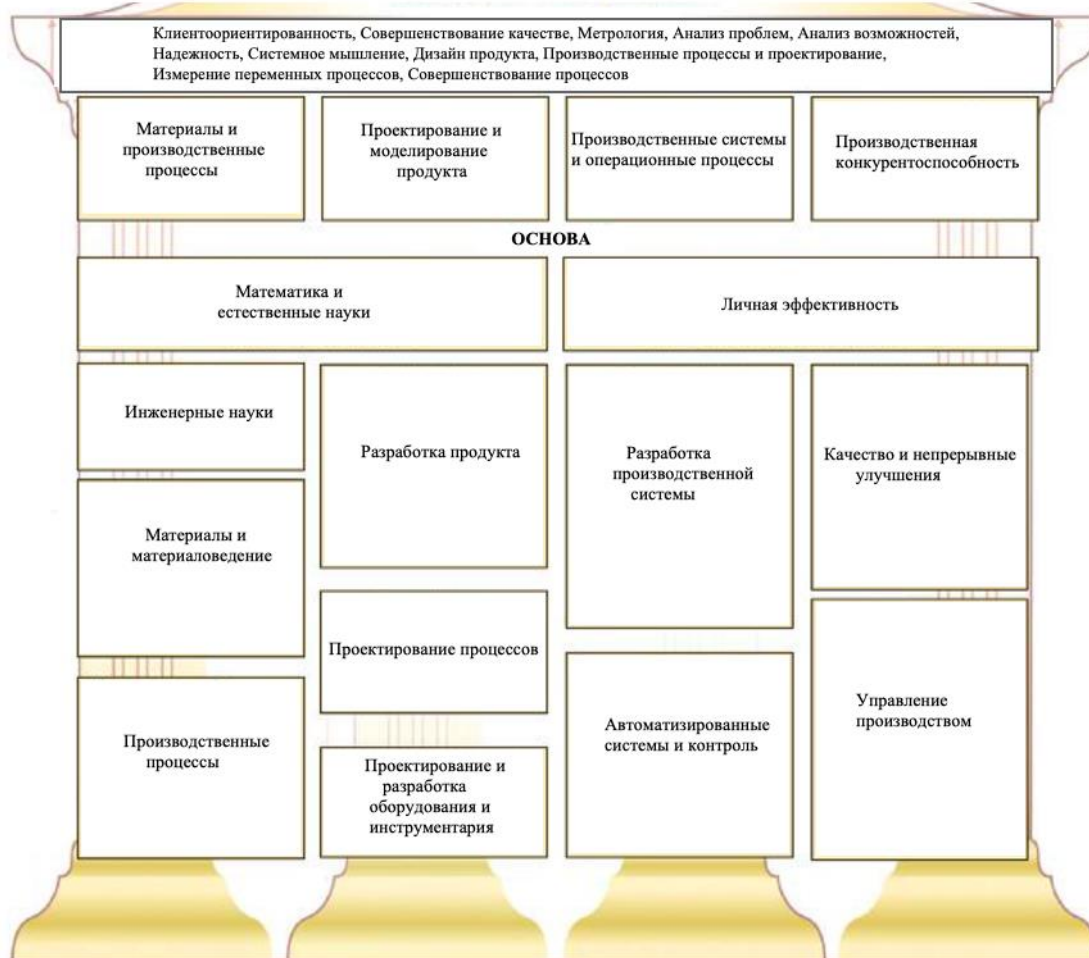 Клиентоориентированность, Совершенствование качестве, Метрология, Анализ проблем, Анализ возможностей,
Надежность, Системное мышление, Дизайн продукта, Производственные процессы и проектирование,
Измерение переменных процессов, Совершенствование процессов
Материалы и
производственные
процессы
Проектирование и
моделирование
продукта
Производственные системы
и операционные процессы
Производственная
конкурентоспособность
ОСНОВА
Математика и
естественные науки
Личная эффективность
Инженерные науки
Разработка продукта
Разработка
производственной
системы
Качество и непрерывные
улучшения
Материалы и
материаловедение
Проектирование процессов
Производственные
процессы
Проектирование и
разработка
оборудования и
инструментария
Автоматизированные
системы и контроль
Управление
производством